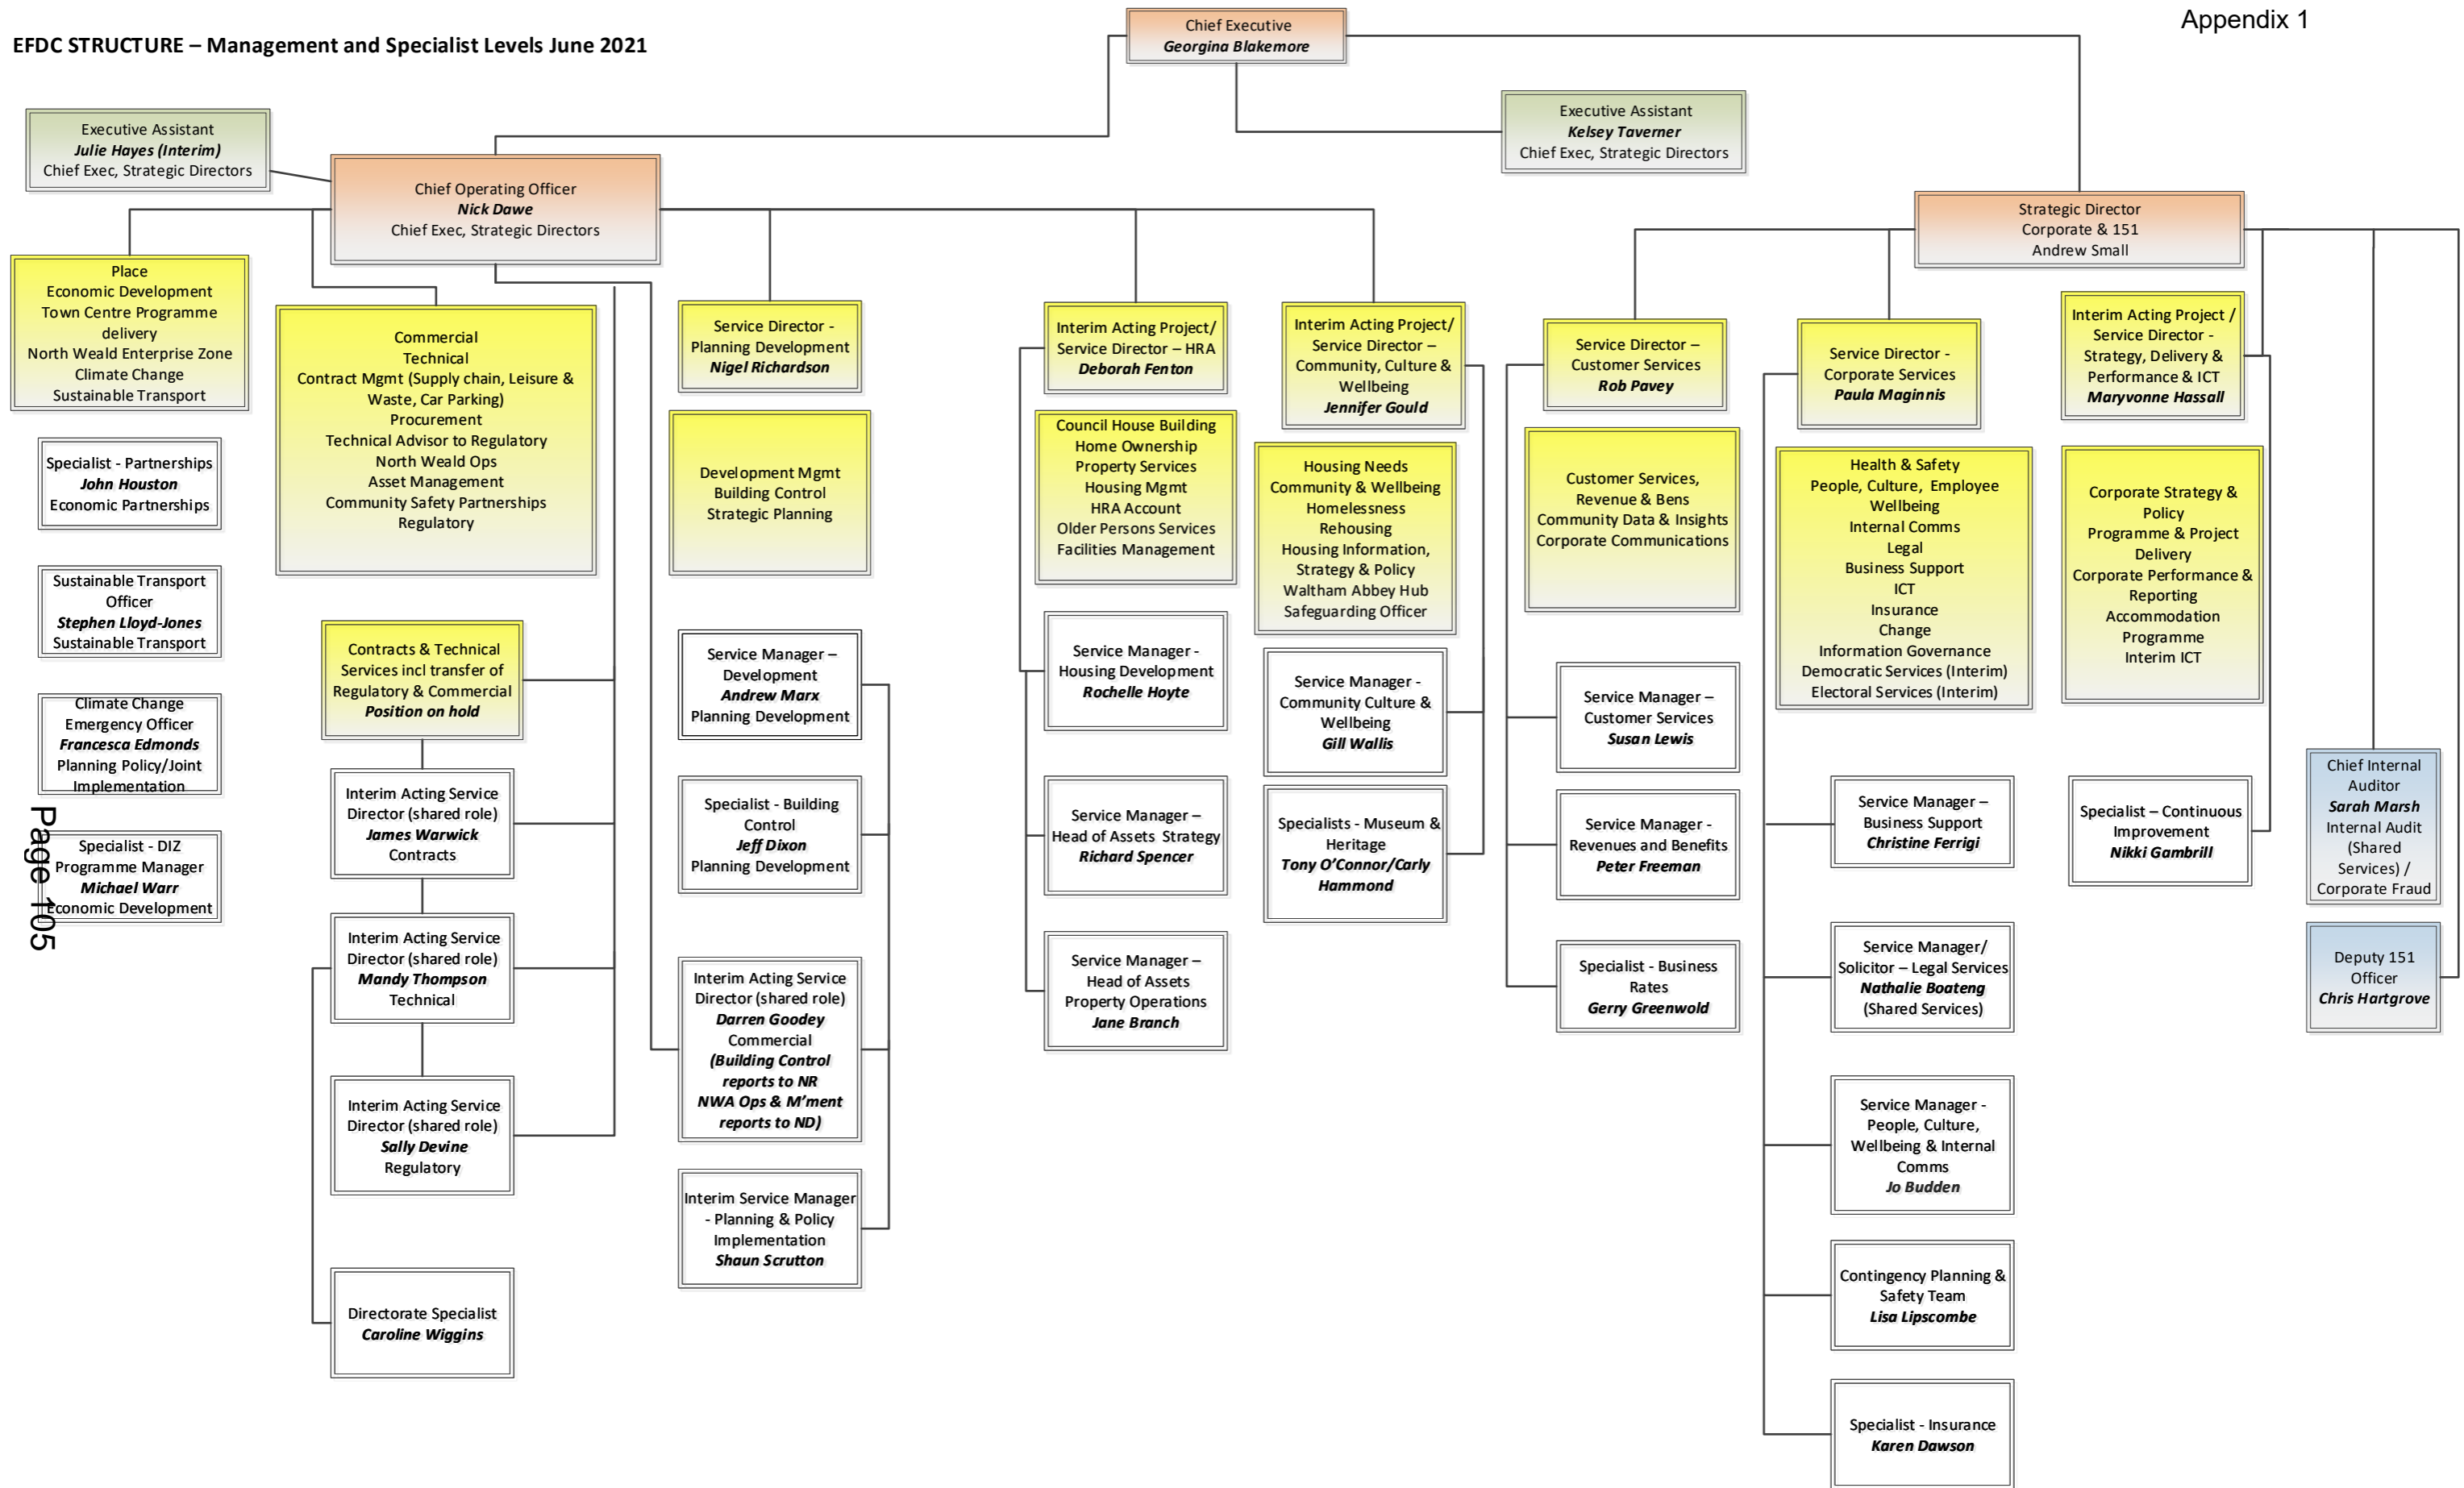 Appendix 1
EFDC STRUCTURE – Management and Specialist Levels June 2021
Chief Executive
Georgina Blakemore
Executive Assistant
Julie Hayes (Interim)
Chief Exec, Strategic Directors
Executive Assistant
Kelsey Taverner
Chief Exec, Strategic Directors
Chief Operating Officer
Nick Dawe
Chief Exec, Strategic Directors
Strategic Director
Corporate & 151
Andrew Small
Place
Economic Development
Town Centre Programme
delivery
North Weald Enterprise Zone
Climate Change
Sustainable Transport
Specialist - Partnerships
John Houston
Economic Partnerships
Sustainable Transport
Officer
Stephen Lloyd-Jones
Sustainable Transport
Climate Change
Emergency Officer
Francesca Edmonds
Planning Policy/Joint
Implementation
Specialist - DIZ
Programme Manager
Michael Warr
Economic Development
Page 105
Commercial
Technical
Contract Mgmt (Supply chain, Leisure &
Waste, Car Parking)
Procurement
Technical Advisor to Regulatory
North Weald Ops
Asset Management
Community Safety Partnerships
Regulatory
Contracts & Technical
Services incl transfer of
Regulatory & Commercial
Position on hold
Interim Acting Service
Director (shared role)
James Warwick
Contracts
Interim Acting Service
Director (shared role)
Mandy Thompson
Technical
Interim Acting Service
Director (shared role)
Sally Devine
Regulatory
Directorate Specialist
Caroline Wiggins
Service Director -
Planning Development
Nigel Richardson
Development Mgmt
Building Control
Strategic Planning
Service Manager –
Development
Andrew Marx
Planning Development
Specialist - Building
Control
Jeff Dixon
Planning Development
Interim Acting Service
Director (shared role)
Darren Goodey
Commercial
(Building Control
reports to NR
NWA Ops & M'ment
reports to ND)
Interim Service Manager
- Planning & Policy
Implementation
Shaun Scrutton
Interim Acting Project/
Service Director – HRA
Deborah Fenton
Council House Building
Home Ownership
Property Services
Housing Mgmt
HRA Account
Older Persons Services
Facilities Management
Service Manager -
Housing Development
Rochelle Hoyte
Service Manager –
Head of Assets Strategy
Richard Spencer
Service Manager –
Head of Assets
Property Operations
Jane Branch
Interim Acting Project/
Service Director –
Community, Culture &
Wellbeing
Jennifer Gould
Housing Needs
Community & Wellbeing
Homelessness
Rehousing
Housing Information,
Strategy & Policy
Waltham Abbey Hub
Safeguarding Officer
Service Manager -
Community Culture &
Wellbeing
Gill Wallis
Specialists - Museum &
Heritage
Tony O'Connor/Carly
Hammond
Service Director –
Customer Services
Rob Pavey
Customer Services,
Revenue & Bens
Community Data & Insights
Corporate Communications
Service Manager –
Customer Services
Susan Lewis
Service Manager -
Revenues and Benefits
Peter Freeman
Specialist - Business
Rates
Gerry Greenwold
Service Director -
Corporate Services
Paula Maginnis
Health & Safety
People, Culture, Employee
Wellbeing
Internal Comms
Legal
Business Support
ICT
Insurance
Change
Information Governance
Democratic Services (Interim)
Electoral Services (Interim)
Service Manager –
Business Support
Christine Ferrigi
Service Manager/
Solicitor – Legal Services
Nathalie Boateng
(Shared Services)
Service Manager -
People, Culture,
Wellbeing & Internal
Comms
Jo Budden
Contingency Planning &
Safety Team
Lisa Lipscombe
Specialist - Insurance
Karen Dawson
Interim Acting Project /
Service Director -
Strategy, Delivery &
Performance & ICT
Maryvonne Hassall
Corporate Strategy &
Policy
Programme & Project
Delivery
Corporate Performance &
Reporting
Accommodation
Programme
Interim ICT
Specialist – Continuous
Improvement
Nikki Gambrill
Chief Internal
Auditor
Sarah Marsh
Internal Audit
(Shared
Services) /
Corporate Fraud
Deputy 151
Officer
Chris Hartgrove